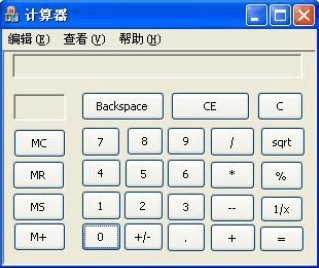 计算器
编辑(E) 查看(V) 帮助(H)
Backspace CE C
MC 7 8 9 / sqrt
MR 4 5 6 * %
MS 1 2 3 -- 1/x
M+ 0 +/- . + =